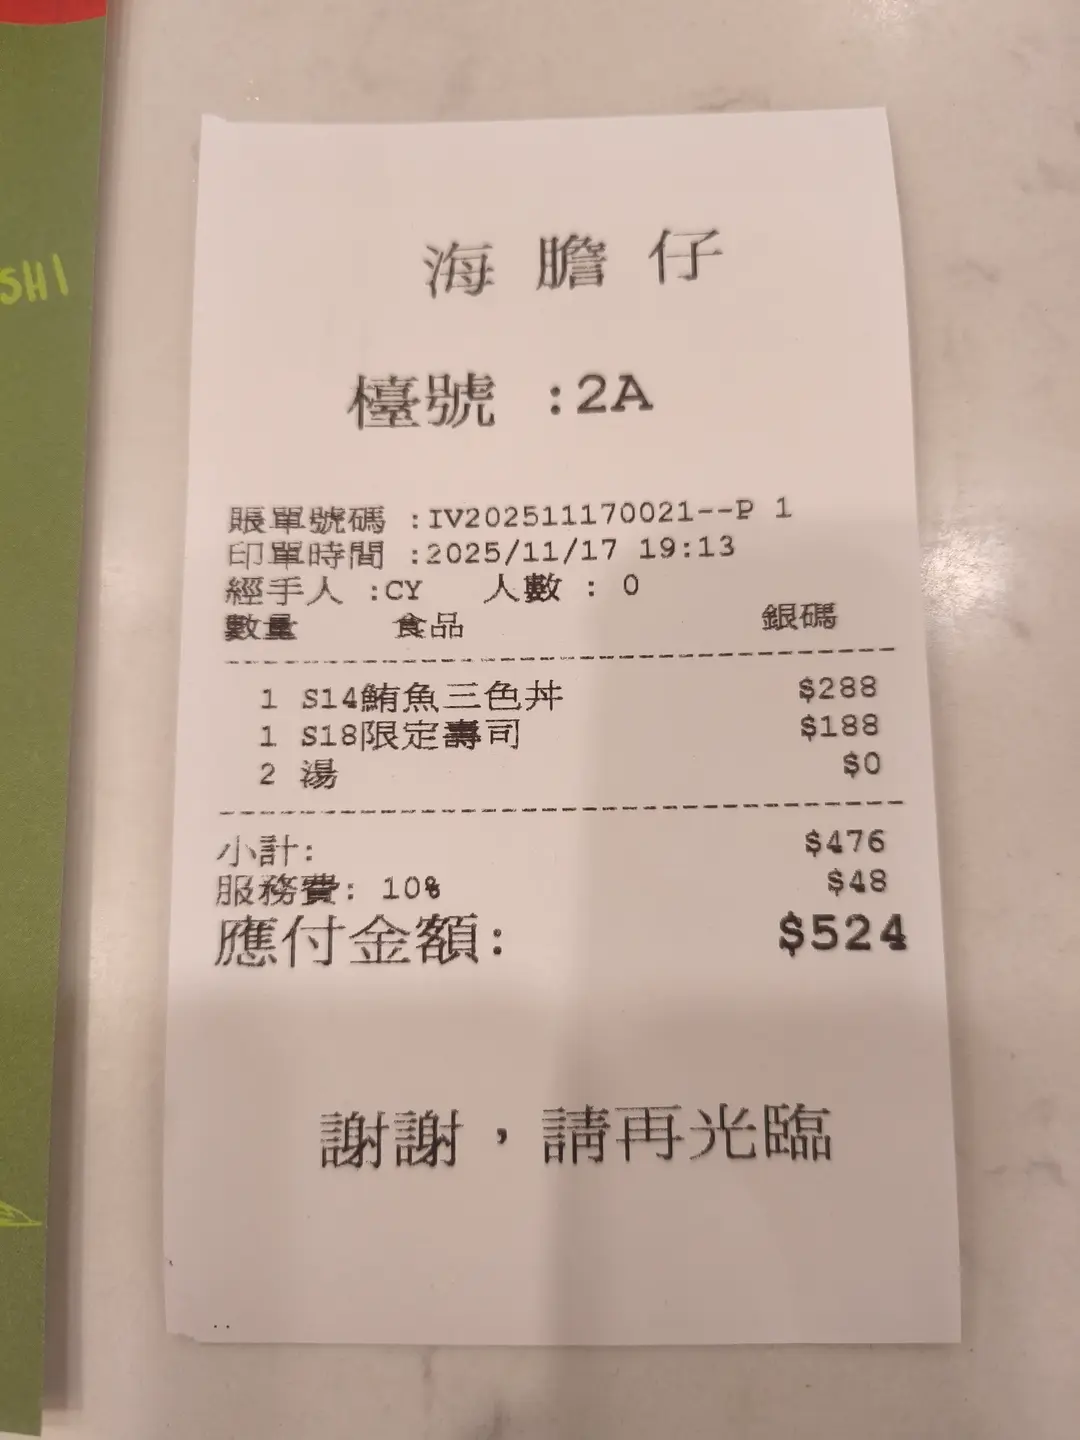 SHI
海膽仔
檯號 :2A
賬單號碼 :IV202511170021--P 1
印單時間 :2025/11/17 19:13
經手人 :CY 人數 : 0
數量 食品 銀碼
1 S14鮪魚三色丼 $288
1 S18限定壽司 $188
2 湯 $0
小計: $476
服務費: 10% $48
應付金額: $524
謝謝，請再光臨